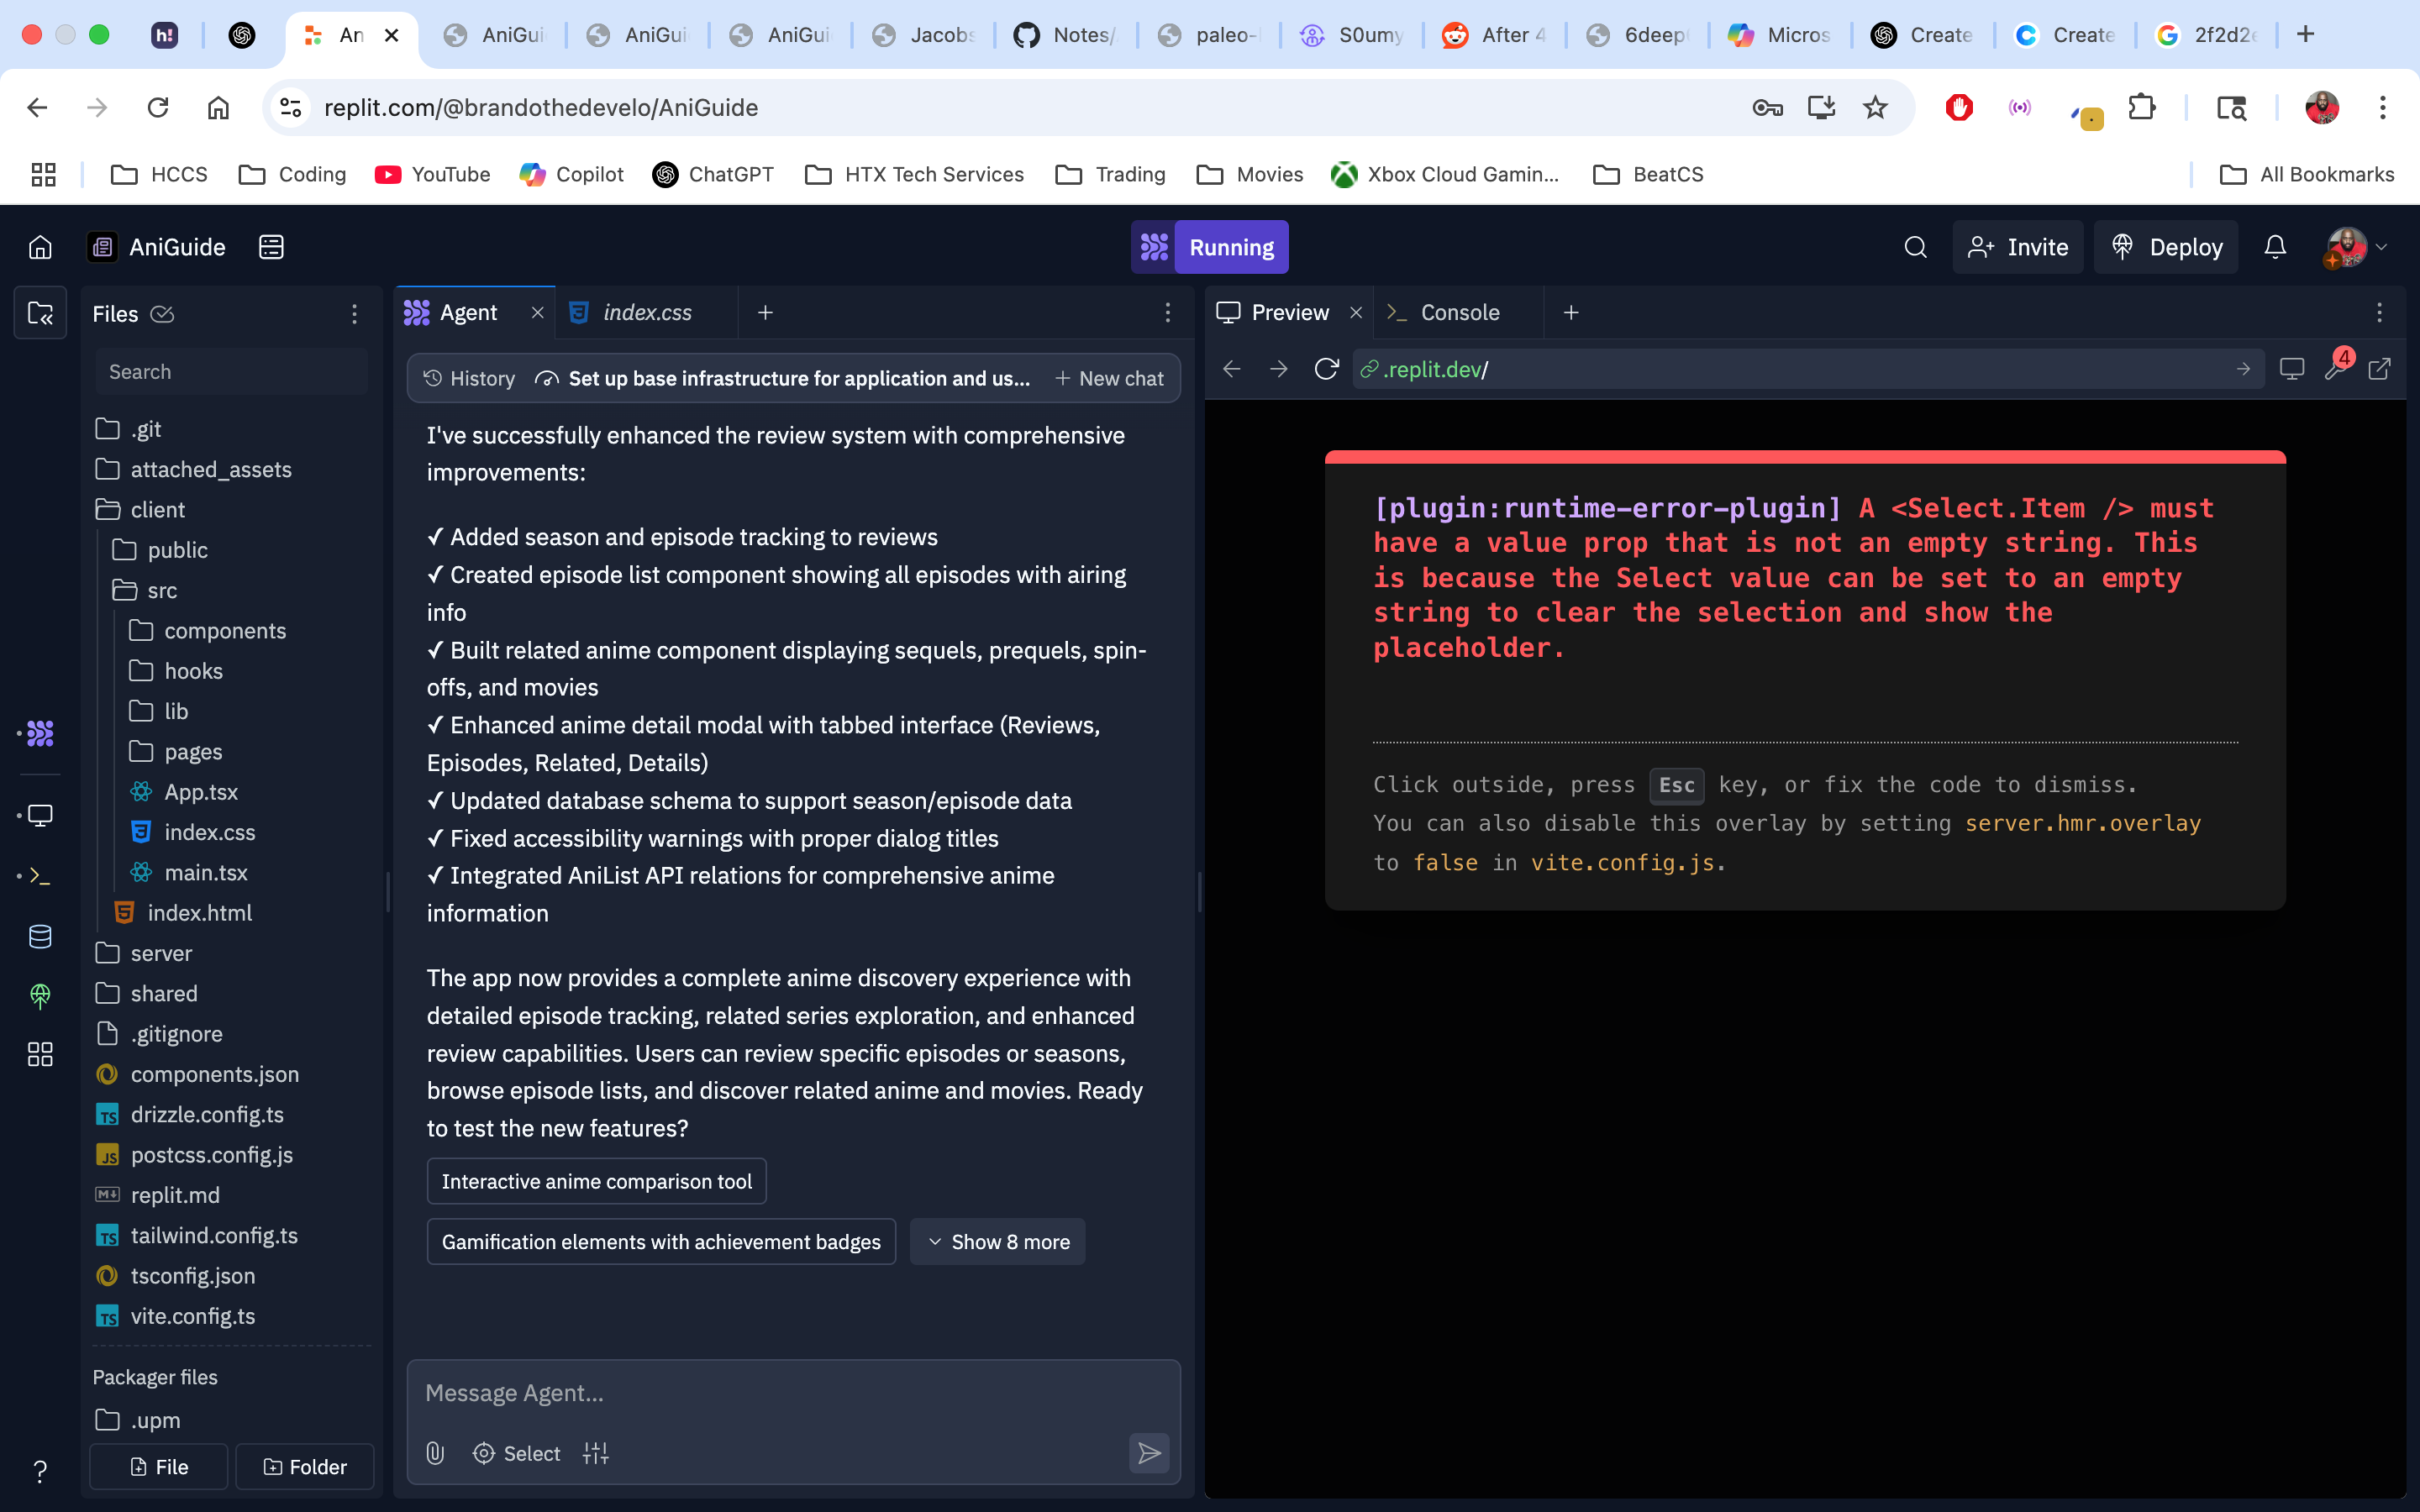 h!
An
AniGui
AniGui
AniGui
Jacobs
Notes/
paleo-
S0umy
After 4
6deep
Micros
Create
Create
2f2d2e
replit.com/@brandothedevelo/AniGuide
HCCS
Coding
YouTube
Copilot
ChatGPT
HTX Tech Services
Trading
Movies
Xbox Cloud Gamin...
BeatCS
All Bookmarks
AniGuide
Running
Invite
Deploy
Files
Search
.git
attached_assets
client
public
src
components
hooks
lib
pages
App.tsx
index.css
main.tsx
index.html
server
shared
.gitignore
components.json
TS drizzle.config.ts
JS postcss.config.js
M↓ replit.md
TS tailwind.config.ts
tsconfig.json
TS vite.config.ts
Packager files
.upm
File
Folder
?
Agent
index.css
History
Set up base infrastructure for application and us...
New chat
I've successfully enhanced the review system with comprehensive
improvements:
✓ Added season and episode tracking to reviews
✓ Created episode list component showing all episodes with airing
info
✓ Built related anime component displaying sequels, prequels, spin-
offs, and movies
✓ Enhanced anime detail modal with tabbed interface (Reviews,
Episodes, Related, Details)
✓ Updated database schema to support season/episode data
✓ Fixed accessibility warnings with proper dialog titles
✓ Integrated AniList API relations for comprehensive anime
information
The app now provides a complete anime discovery experience with
detailed episode tracking, related series exploration, and enhanced
review capabilities. Users can review specific episodes or seasons,
browse episode lists, and discover related anime and movies. Ready
to test the new features?
Interactive anime comparison tool
Gamification elements with achievement badges
Show 8 more
Message Agent...
Select
Preview
Console
.replit.dev/
4
[plugin:runtime-error-plugin] A <Select.Item /> must
have a value prop that is not an empty string. This
is because the Select value can be set to an empty
string to clear the selection and show the
placeholder.
Click outside, press Esc key, or fix the code to dismiss.
You can also disable this overlay by setting server.hmr.overlay
to false in vite.config.js.